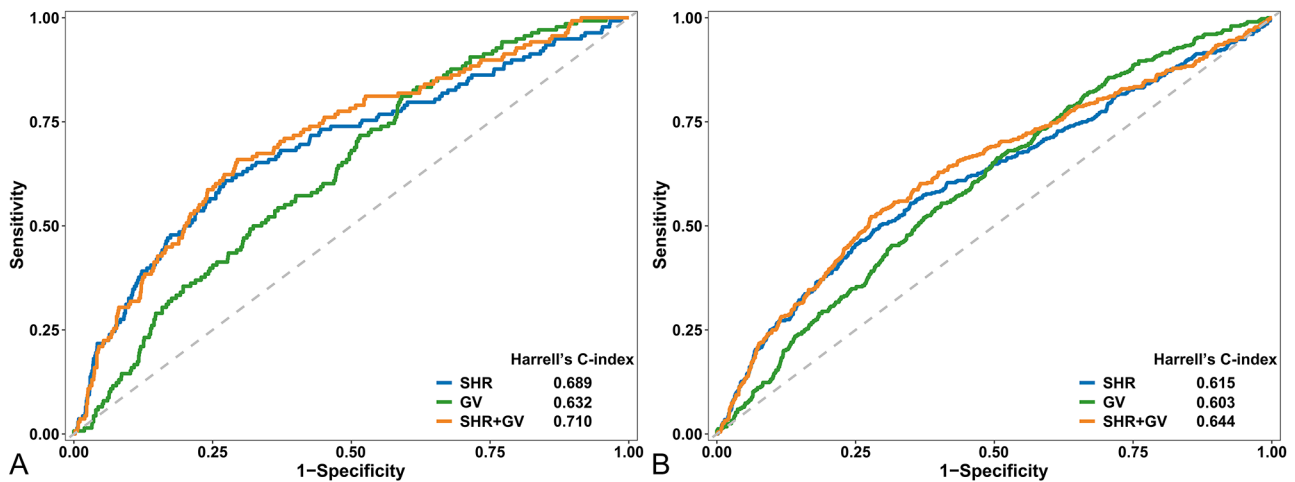 1.00
0.75
0.50
0.25
0.00
Sensitivity
0.00 0.25 0.50 0.75 1.00
1−Specificity
Harrell's C-index
SHR 0.689
GV 0.632
SHR+GV 0.710
A
1.00
0.75
0.50
0.25
0.00
Sensitivity
0.00 0.25 0.50 0.75 1.00
1−Specificity
Harrell's C-index
SHR 0.615
GV 0.603
SHR+GV 0.644
B